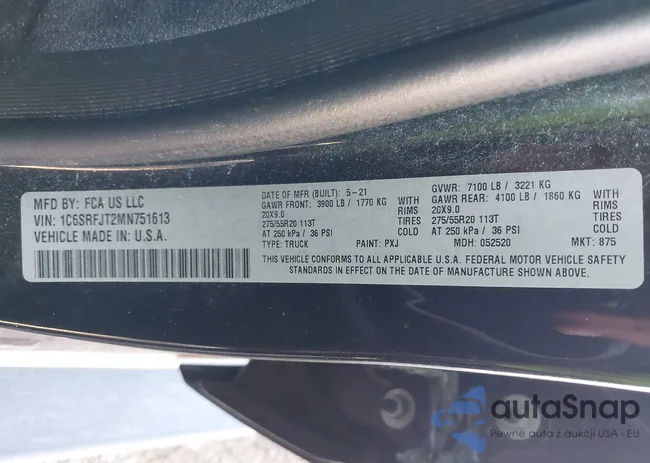 MFD BY: FCA US LLC
VIN: 1C6SRFJT2MN751613
VEHICLE MADE IN: U.S.A.
DATE OF MFR (BUILT): 5-21
GAWR FRONT: 3900 LB / 1770 KG WITH
20X9.0 RIMS
275/55R20 113T TIRES
AT 250 kPa / 36 PSI COLD
TYPE: TRUCK PAINT: PXJ
GVWR: 7100 LB / 3221 KG
GAWR REAR: 4100 LB / 1860 KG WITH
20X9.0 RIMS
275/55R20 113T TIRES
AT 250 kPa / 36 PSI COLD
MDH: 052520 MKT: 875
THIS VEHICLE CONFORMS TO ALL APPLICABLE U.S.A. FEDERAL MOTOR VEHICLE SAFETY
STANDARDS IN EFFECT ON THE DATE OF MANUFACTURE SHOWN ABOVE.
autaSnap
Pewne auta z aukcji USA · EU